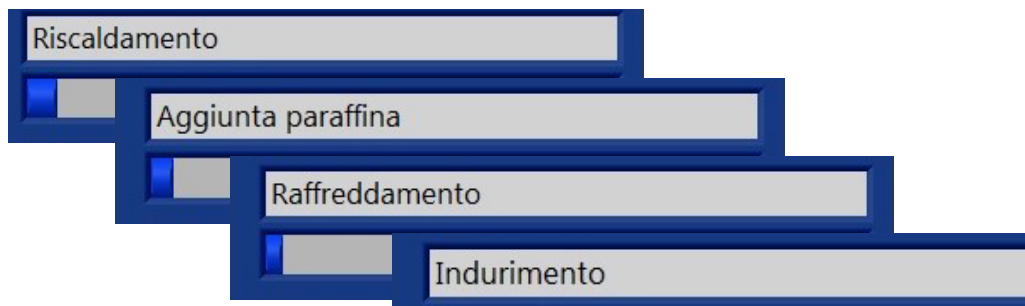 Riscaldamento
Aggiunta paraffina
Raffreddamento
Indurimento